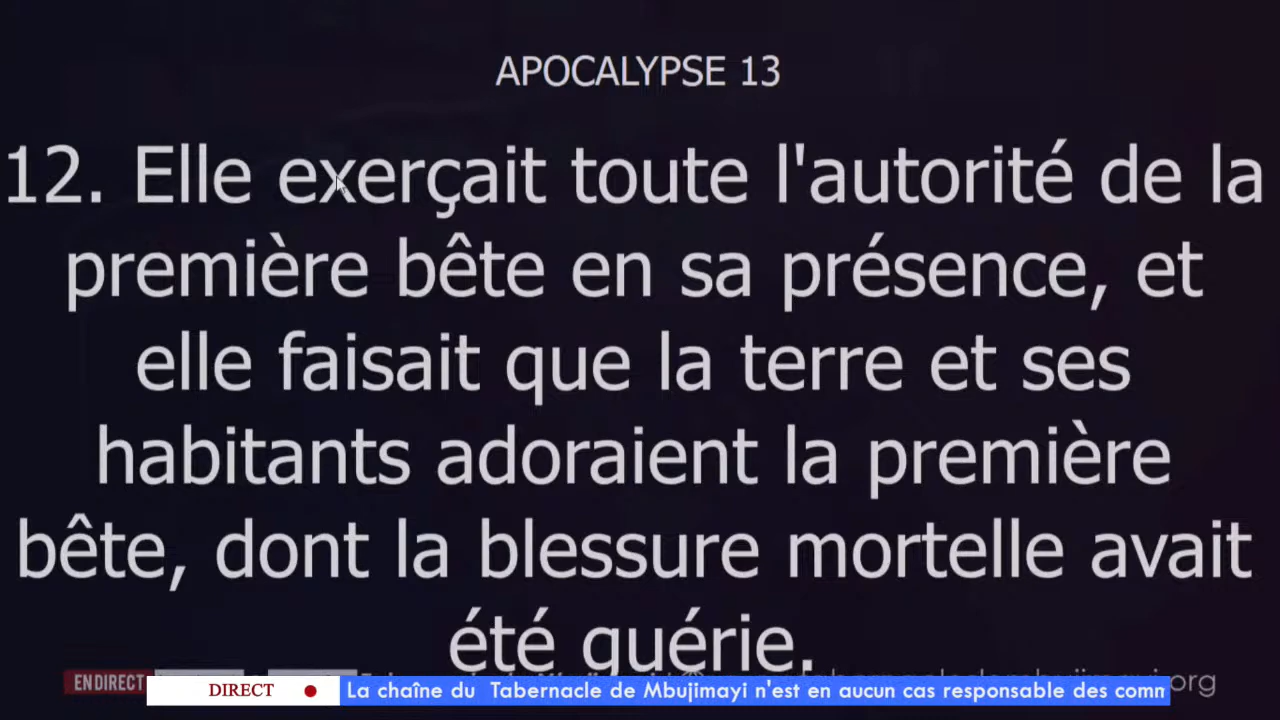 APOCALYPSE 13
12. Elle exerçait toute l'autorité de la
première bête en sa présence, et
elle faisait que la terre et ses
habitants adoraient la première
bête, dont la blessure mortelle avait
été guérie.
EN DIRECT
DIRECT La chaîne du Tabernacle de Mbujimayi n'est en aucun cas responsable des comm